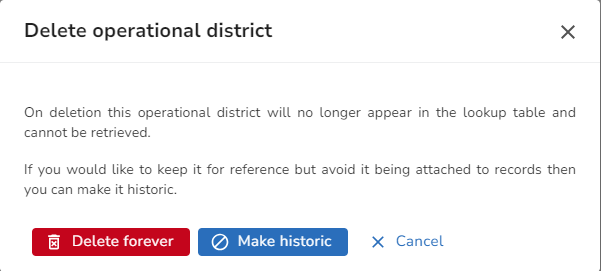 Delete operational district
On deletion this operational district will no longer appear in the lookup table and
cannot be retrieved.
If you would like to keep it for reference but avoid it being attached to records then
you can make it historic.
Delete forever Make historic Cancel